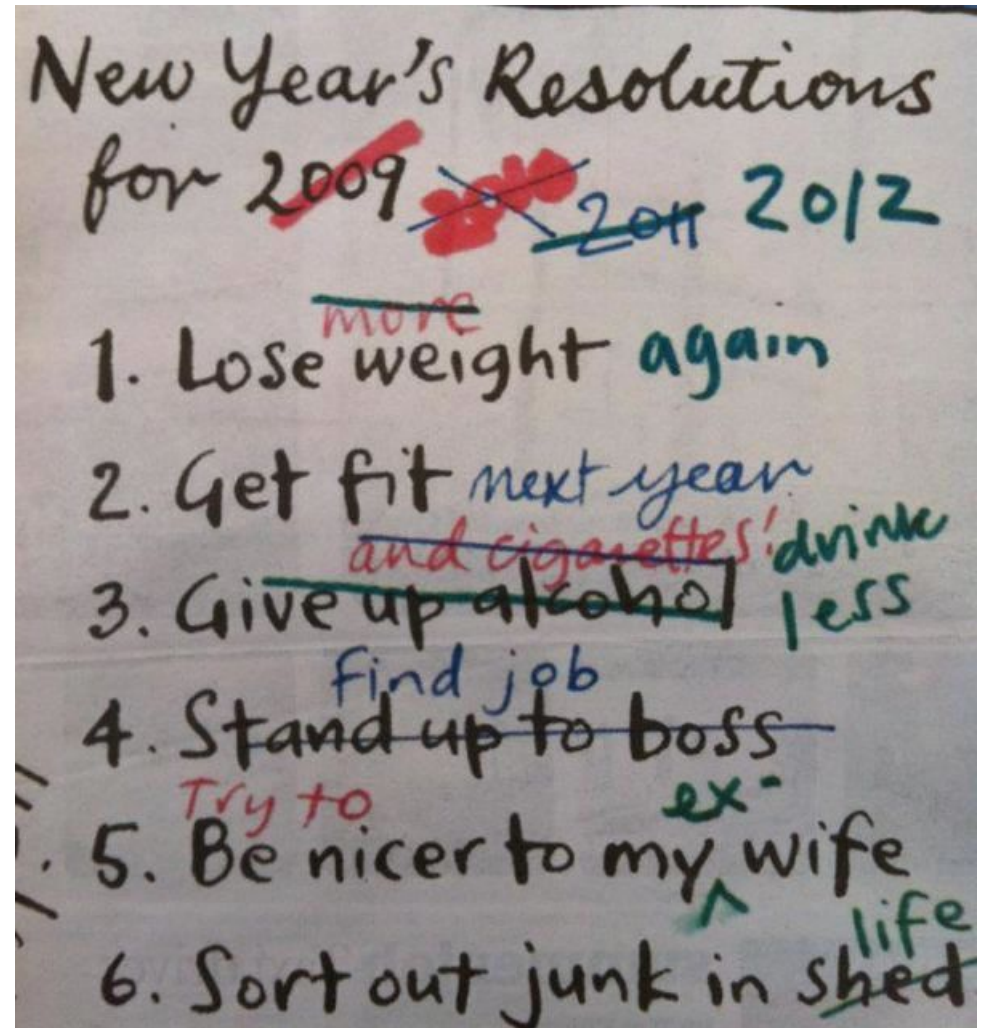 New Year's Resolutions
for 2009 2011 2012
more
1. Lose weight again
2. Get fit next year
and cigarettes! drink
3. Give up alcohol less
find job
4. Stand up to boss
Try to ex-
5. Be nicer to my wife
life
6. Sort out junk in shed